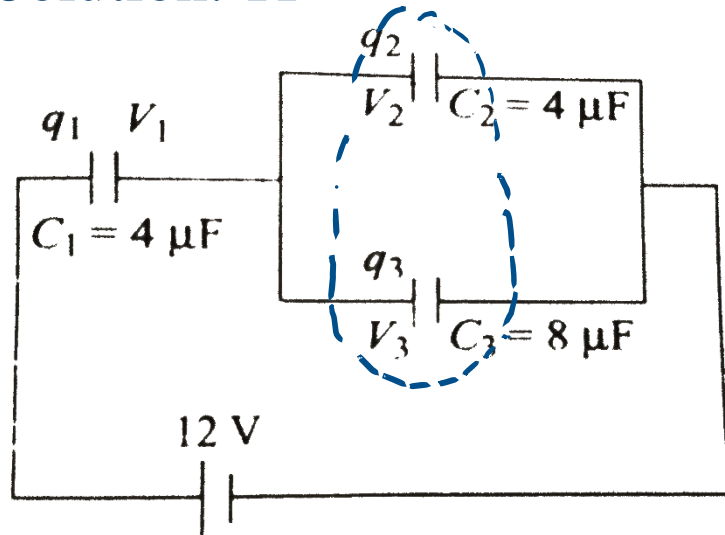 q₂
V₂ C₂ = 4 μF
q₁ V₁
C₁ = 4 μF
q₃
V₃ C₃ = 8 μF
12 V